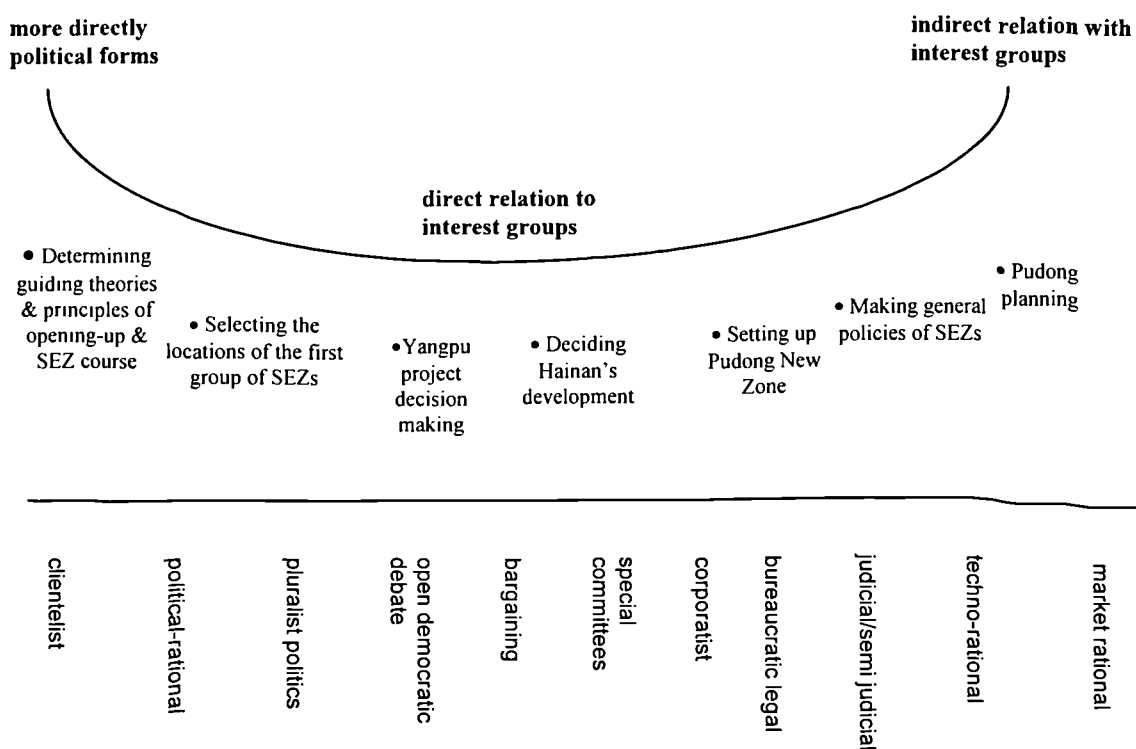 more directly
political forms
indirect relation with
interest groups
direct relation to
interest groups
• Determining
guiding theories
& principles of
opening-up &
SEZ course
• Selecting the
locations of the first
group of SEZs
•Yangpu
project
decision
making
• Deciding
Hainan's
development
• Setting up
Pudong New
Zone
• Making general
policies of SEZs
• Pudong
planning
clientelist
political-rational
pluralist politics
open democratic
debate
bargaining
special
committees
corporatist
bureaucratic legal
judicial/semi judicial
techno-rational
market rational